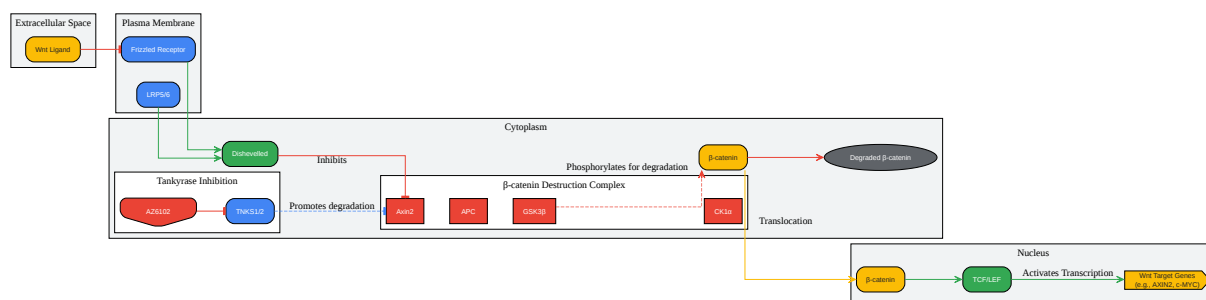 Extracellular Space
Wnt Ligand
Plasma Membrane
Frizzled Receptor
LRP5/6
Cytoplasm
Dishevelled
Inhibits
β-catenin
Degraded β-catenin
Phosphorylates for degradation
Tankyrase Inhibition
AZ6102
TNKS1/2
Promotes degradation
β-catenin Destruction Complex
Axin2
APC
GSK3β
CK1α
Translocation
Nucleus
β-catenin
TCF/LEF
Activates Transcription
Wnt Target Genes
(e.g., AXIN2, c-MYC)